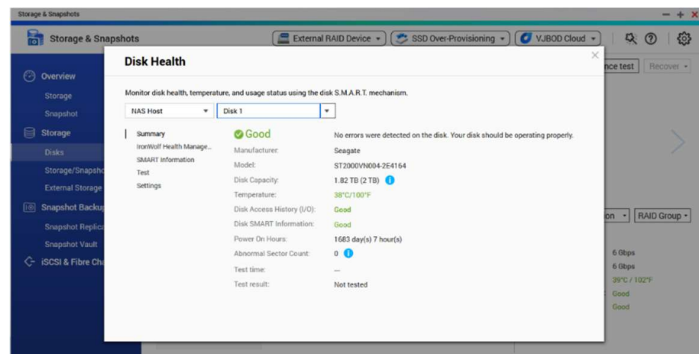 Storage & Snapshots
Storage & Snapshots
External RAID Device
SSD Over-Provisioning
VJBOD Cloud
Disk Health
nce test
Recover
Overview
Storage
Snapshot
Storage
Disks
Storage/Snapsho
External Storage
Snapshot Backup
Snapshot Replica
Snapshot Vault
iSCSI & Fibre Cha
Monitor disk health, temperature, and usage status using the disk S.M.A.R.T. mechanism.
NAS Host
Disk 1
Summary
IronWolf Health Manage...
SMART Information
Test
Settings
Good
No errors were detected on the disk. Your disk should be operating properly.
Manufacturer:
Seagate
Model:
ST2000VN004-2E4164
Disk Capacity:
1.82 TB (2 TB)
Temperature:
38°C/100°F
Disk Access History (I/O):
Good
Disk SMART Information:
Good
Power On Hours:
1683 day(s) 7 hour(s)
Abnormal Sector Count:
0
Test time:
---
Test result:
Not tested
on
RAID Group
6 Gbps
6 Gbps
39°C / 102°F
Good
Good